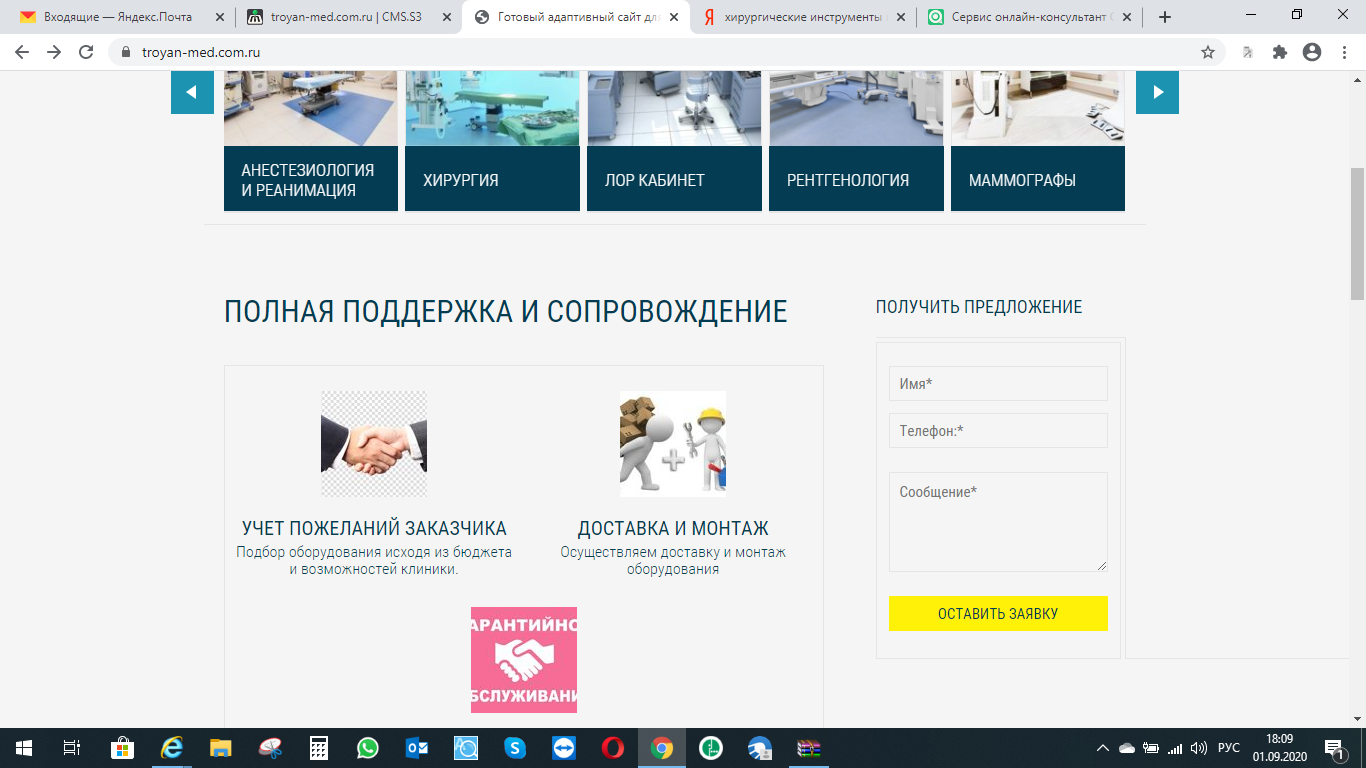 Входящие — Яндекс.Почта
troyan-med.com.ru | CMS.S3
Готовый адаптивный сайт для
хирургические инструменты
Сервис онлайн-консультант
troyan-med.com.ru
АНЕСТЕЗИОЛОГИЯ
И РЕАНИМАЦИЯ
ХИРУРГИЯ
ЛОР КАБИНЕТ
РЕНТГЕНОЛОГИЯ
МАММОГРАФЫ
ПОЛНАЯ ПОДДЕРЖКА И СОПРОВОЖДЕНИЕ
УЧЕТ ПОЖЕЛАНИЙ ЗАКАЗЧИКА
Подбор оборудования исходя из бюджета
и возможностей клиники.
ДОСТАВКА И МОНТАЖ
Осуществляем доставку и монтаж
оборудования
АРАНТИЙНО
БСЛУЖИВАНИ
ПОЛУЧИТЬ ПРЕДЛОЖЕНИЕ
Имя*
Телефон:*
Сообщение*
ОСТАВИТЬ ЗАЯВКУ
РУС
18:09
01.09.2020
1